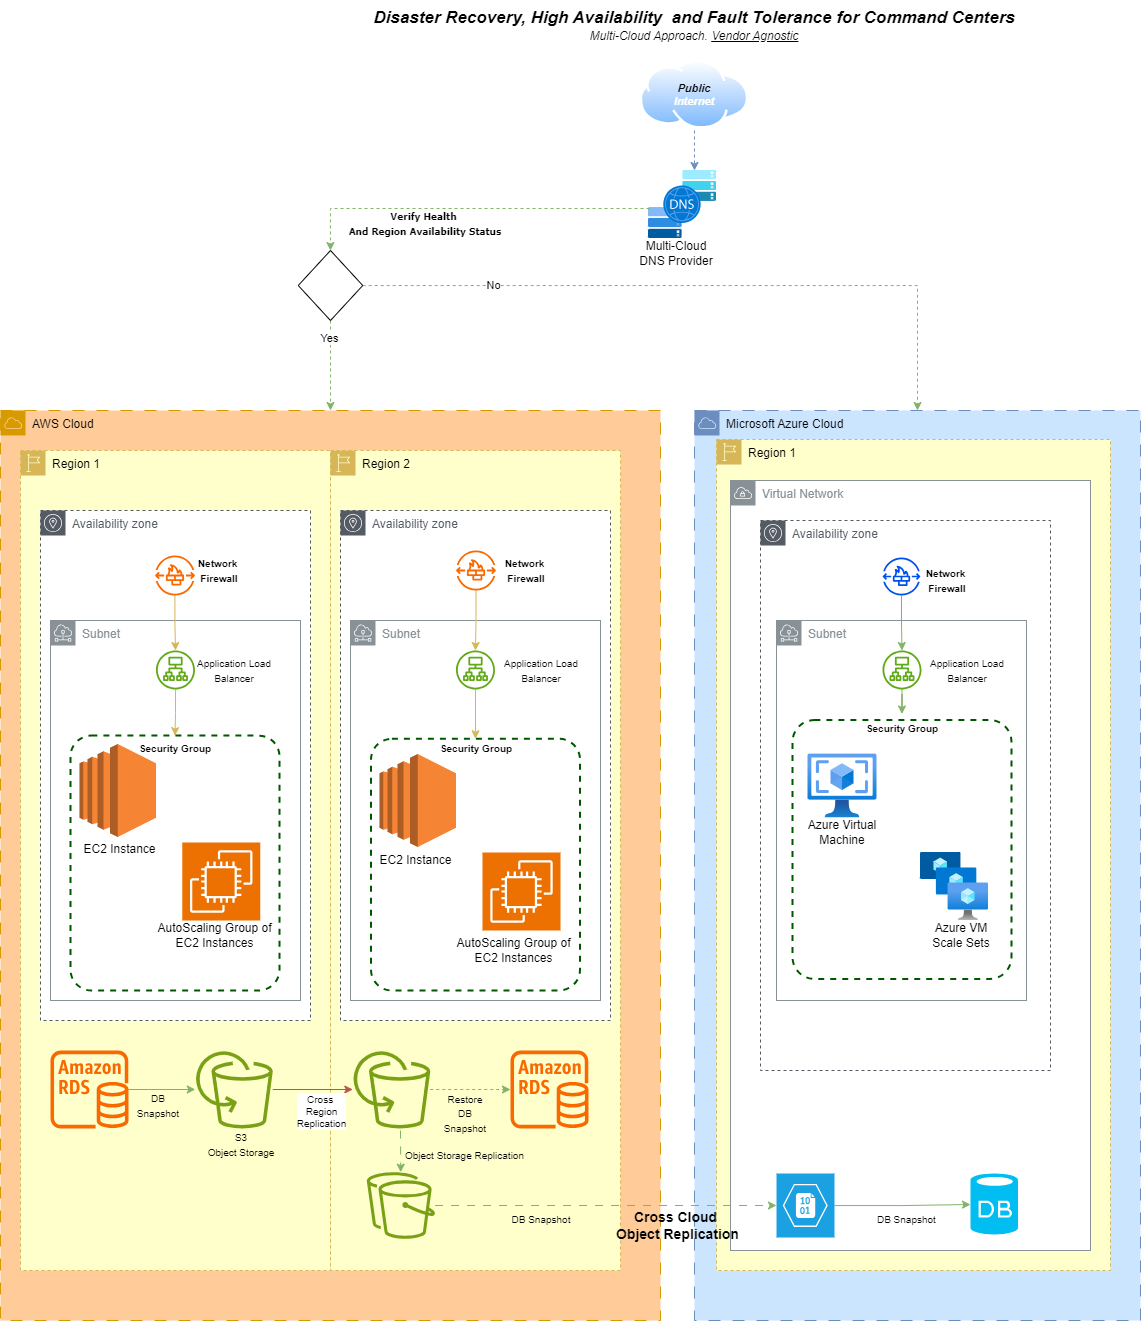 Disaster Recovery, High Availability  and Fault Tolerance for Command Centers
Multi-Cloud Approach. Vendor Agnostic
Public
Internet
DNS
Multi-Cloud
DNS Provider
Verify Health
And Region Availability Status
No
Yes
AWS Cloud
Region 1
Availability zone
Network
Firewall
Subnet
Application Load
Balancer
Security Group
EC2 Instance
AutoScaling Group of
EC2 Instances
Region 2
Availability zone
Network
Firewall
Subnet
Application Load
Balancer
Security Group
EC2 Instance
AutoScaling Group of
EC2 Instances
Amazon
RDS
DB
Snapshot
S3
Object Storage
Cross
Region
Replication
Restore
DB
Snapshot
Amazon
RDS
Object Storage Replication
DB Snapshot
Cross Cloud
Object Replication
Microsoft Azure Cloud
Region 1
Virtual Network
Availability zone
Network
Firewall
Subnet
Application Load
Balancer
Security Group
Azure Virtual
Machine
Azure VM
Scale Sets
10
01
DB Snapshot
DB